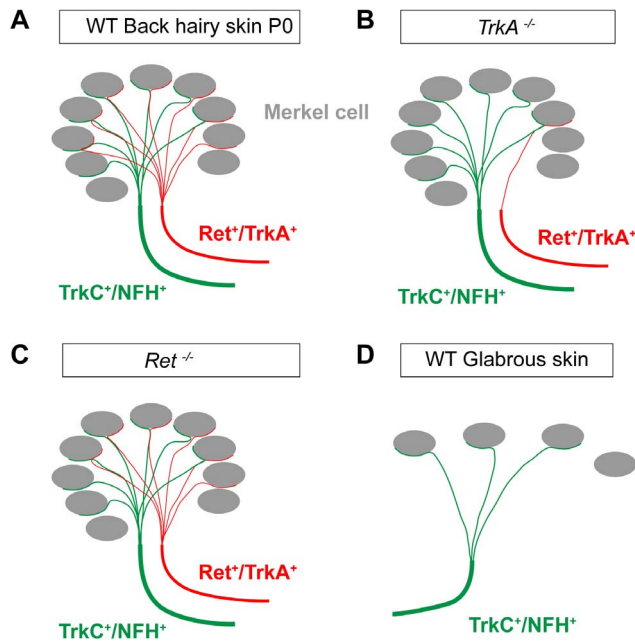 A
WT Back hairy skin P0
Merkel cell
Ret⁺/TrkA⁺
TrkC⁺/NFH⁺
B
TrkA -/-
Ret⁺/TrkA⁺
TrkC⁺/NFH⁺
C
Ret -/-
Ret⁺/TrkA⁺
TrkC⁺/NFH⁺
D
WT Glabrous skin
TrkC⁺/NFH⁺